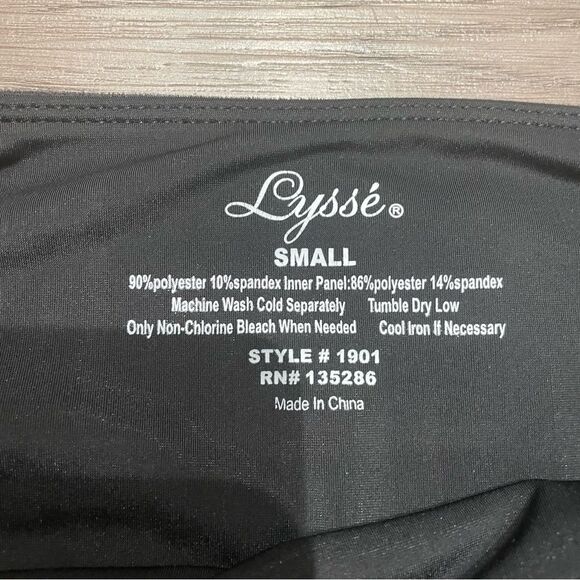 Lyssé®
SMALL
90%polyester 10%spandex Inner Panel:86%polyester 14%spandex
Machine Wash Cold Separately Tumble Dry Low
Only Non-Chlorine Bleach When Needed Cool Iron If Necessary
STYLE # 1901
RN# 135286
Made In China